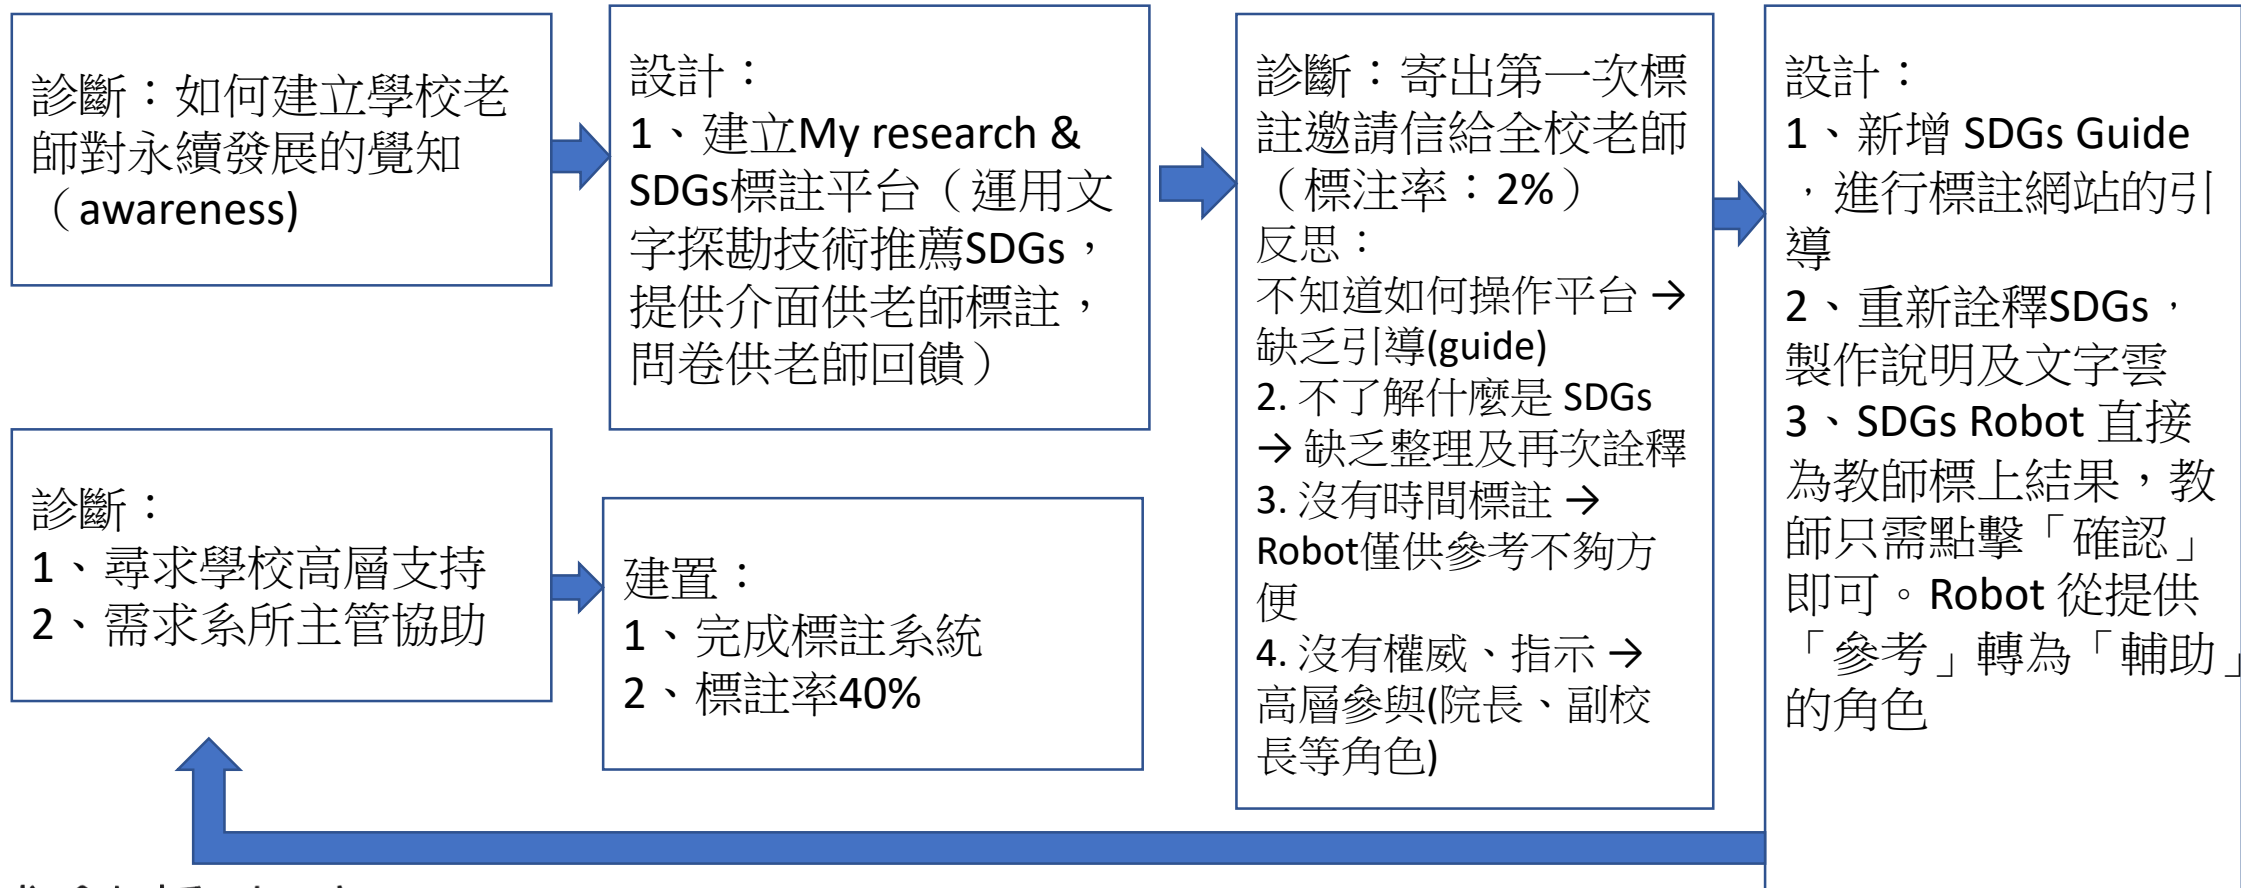 診斷：如何建立學校老
師對永續發展的覺知
（awareness)
設計：
1、建立My research &
SDGs標註平台（運用文
字探勘技術推薦SDGs，
提供介面供老師標註，
問卷供老師回饋）
診斷：寄出第一次標
註邀請信給全校老師
（標注率：2%）
反思：
不知道如何操作平台 →
缺乏引導(guide)
2. 不了解什麼是 SDGs
→ 缺乏整理及再次詮釋
3. 沒有時間標註 →
Robot僅供參考不夠方
便
4. 沒有權威、指示 →
高層參與(院長、副校
長等角色)
設計：
1、新增 SDGs Guide
，進行標註網站的引
導
2、重新詮釋SDGs，
製作說明及文字雲
3、SDGs Robot 直接
為教師標上結果，教
師只需點擊「確認」
即可。Robot 從提供
「參考」轉為「輔助」
的角色
診斷：
1、尋求學校高層支持
2、需求系所主管協助
建置：
1、完成標註系統
2、標註率40%